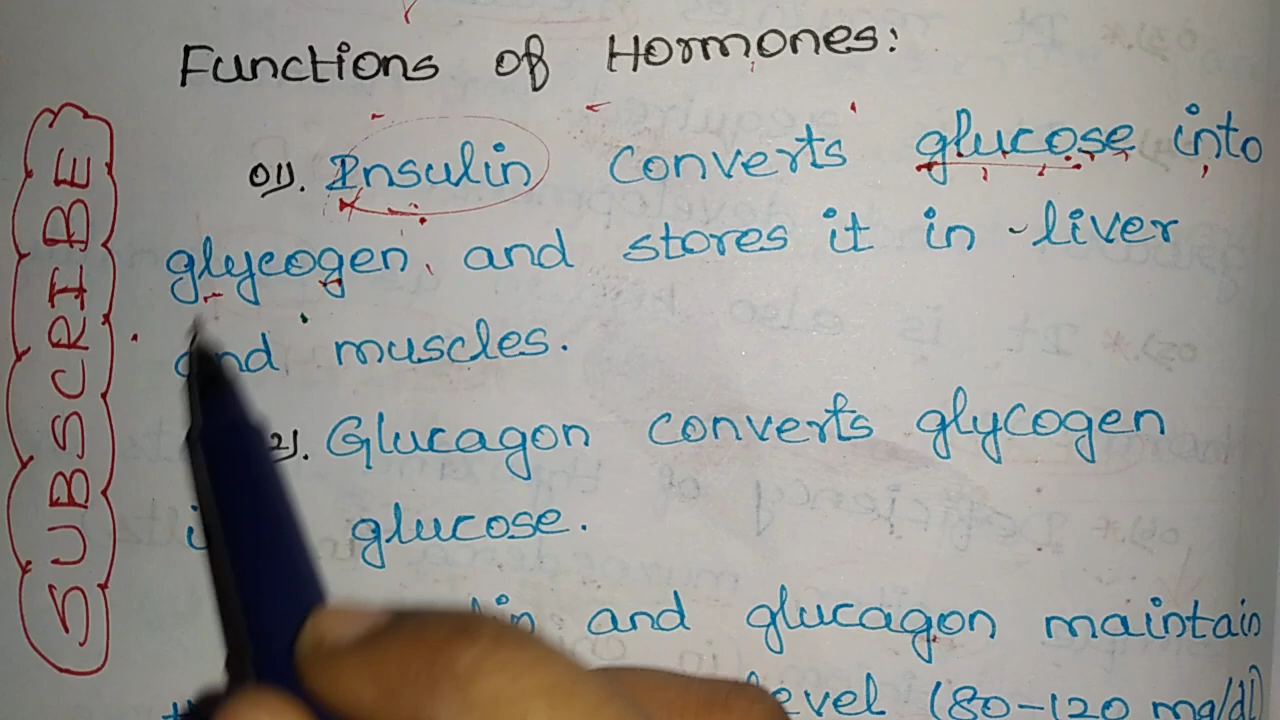 SUBSCRIBE
Functions of Hormones:
01). Insulin converts glucose into
glycogen and stores it in liver
and muscles.
2). Glucagon converts glycogen
glucose.
and glucagon maintain
level (80-120 mg/dl)